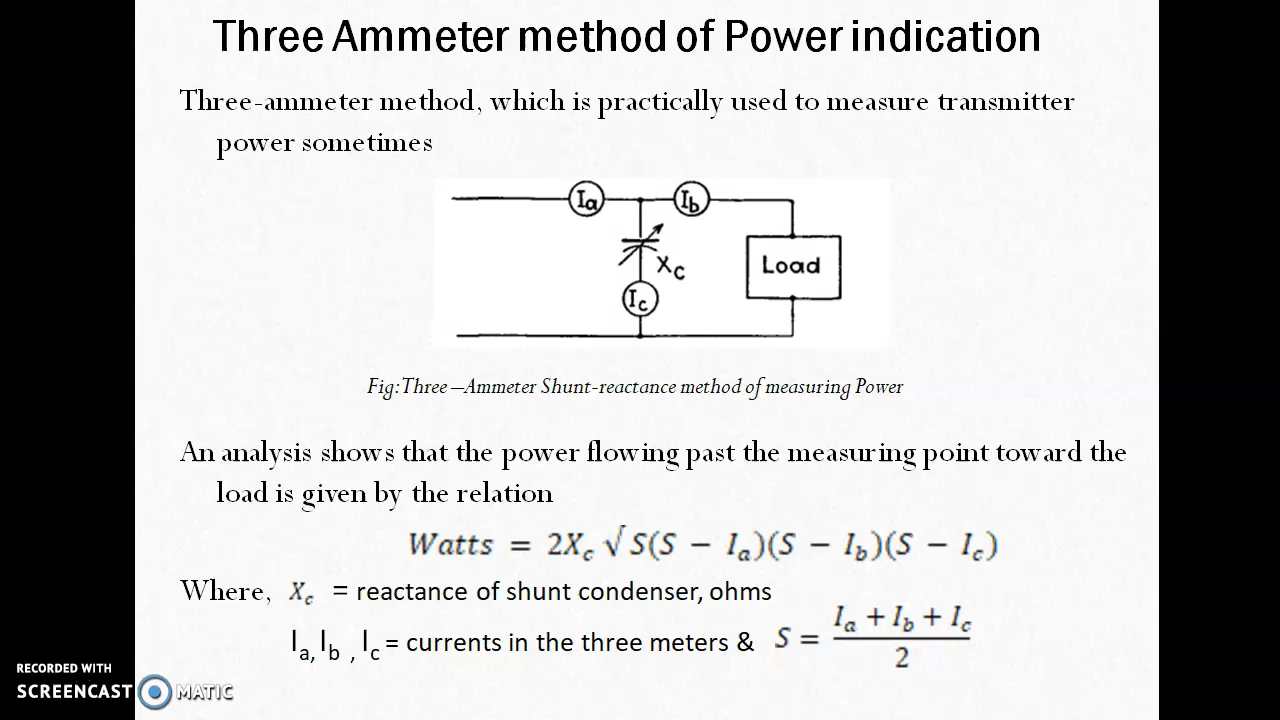 Three Ammeter method of Power indication
Three-ammeter method, which is practically used to measure transmitter
power sometimes
Ia
Ib
Xc
Load
Ic
Fig:Three –Ammeter Shunt-reactance method of measuring Power
An analysis shows that the power flowing past the measuring point toward the
load is given by the relation
Watts = 2Xc √S(S − Ia)(S − Ib)(S − Ic)
Where, Xc = reactance of shunt condenser, ohms
Ia, Ib , Ic = currents in the three meters & S = (Ia + Ib + Ic)/2
RECORDED WITH
SCREENCAST MATIC